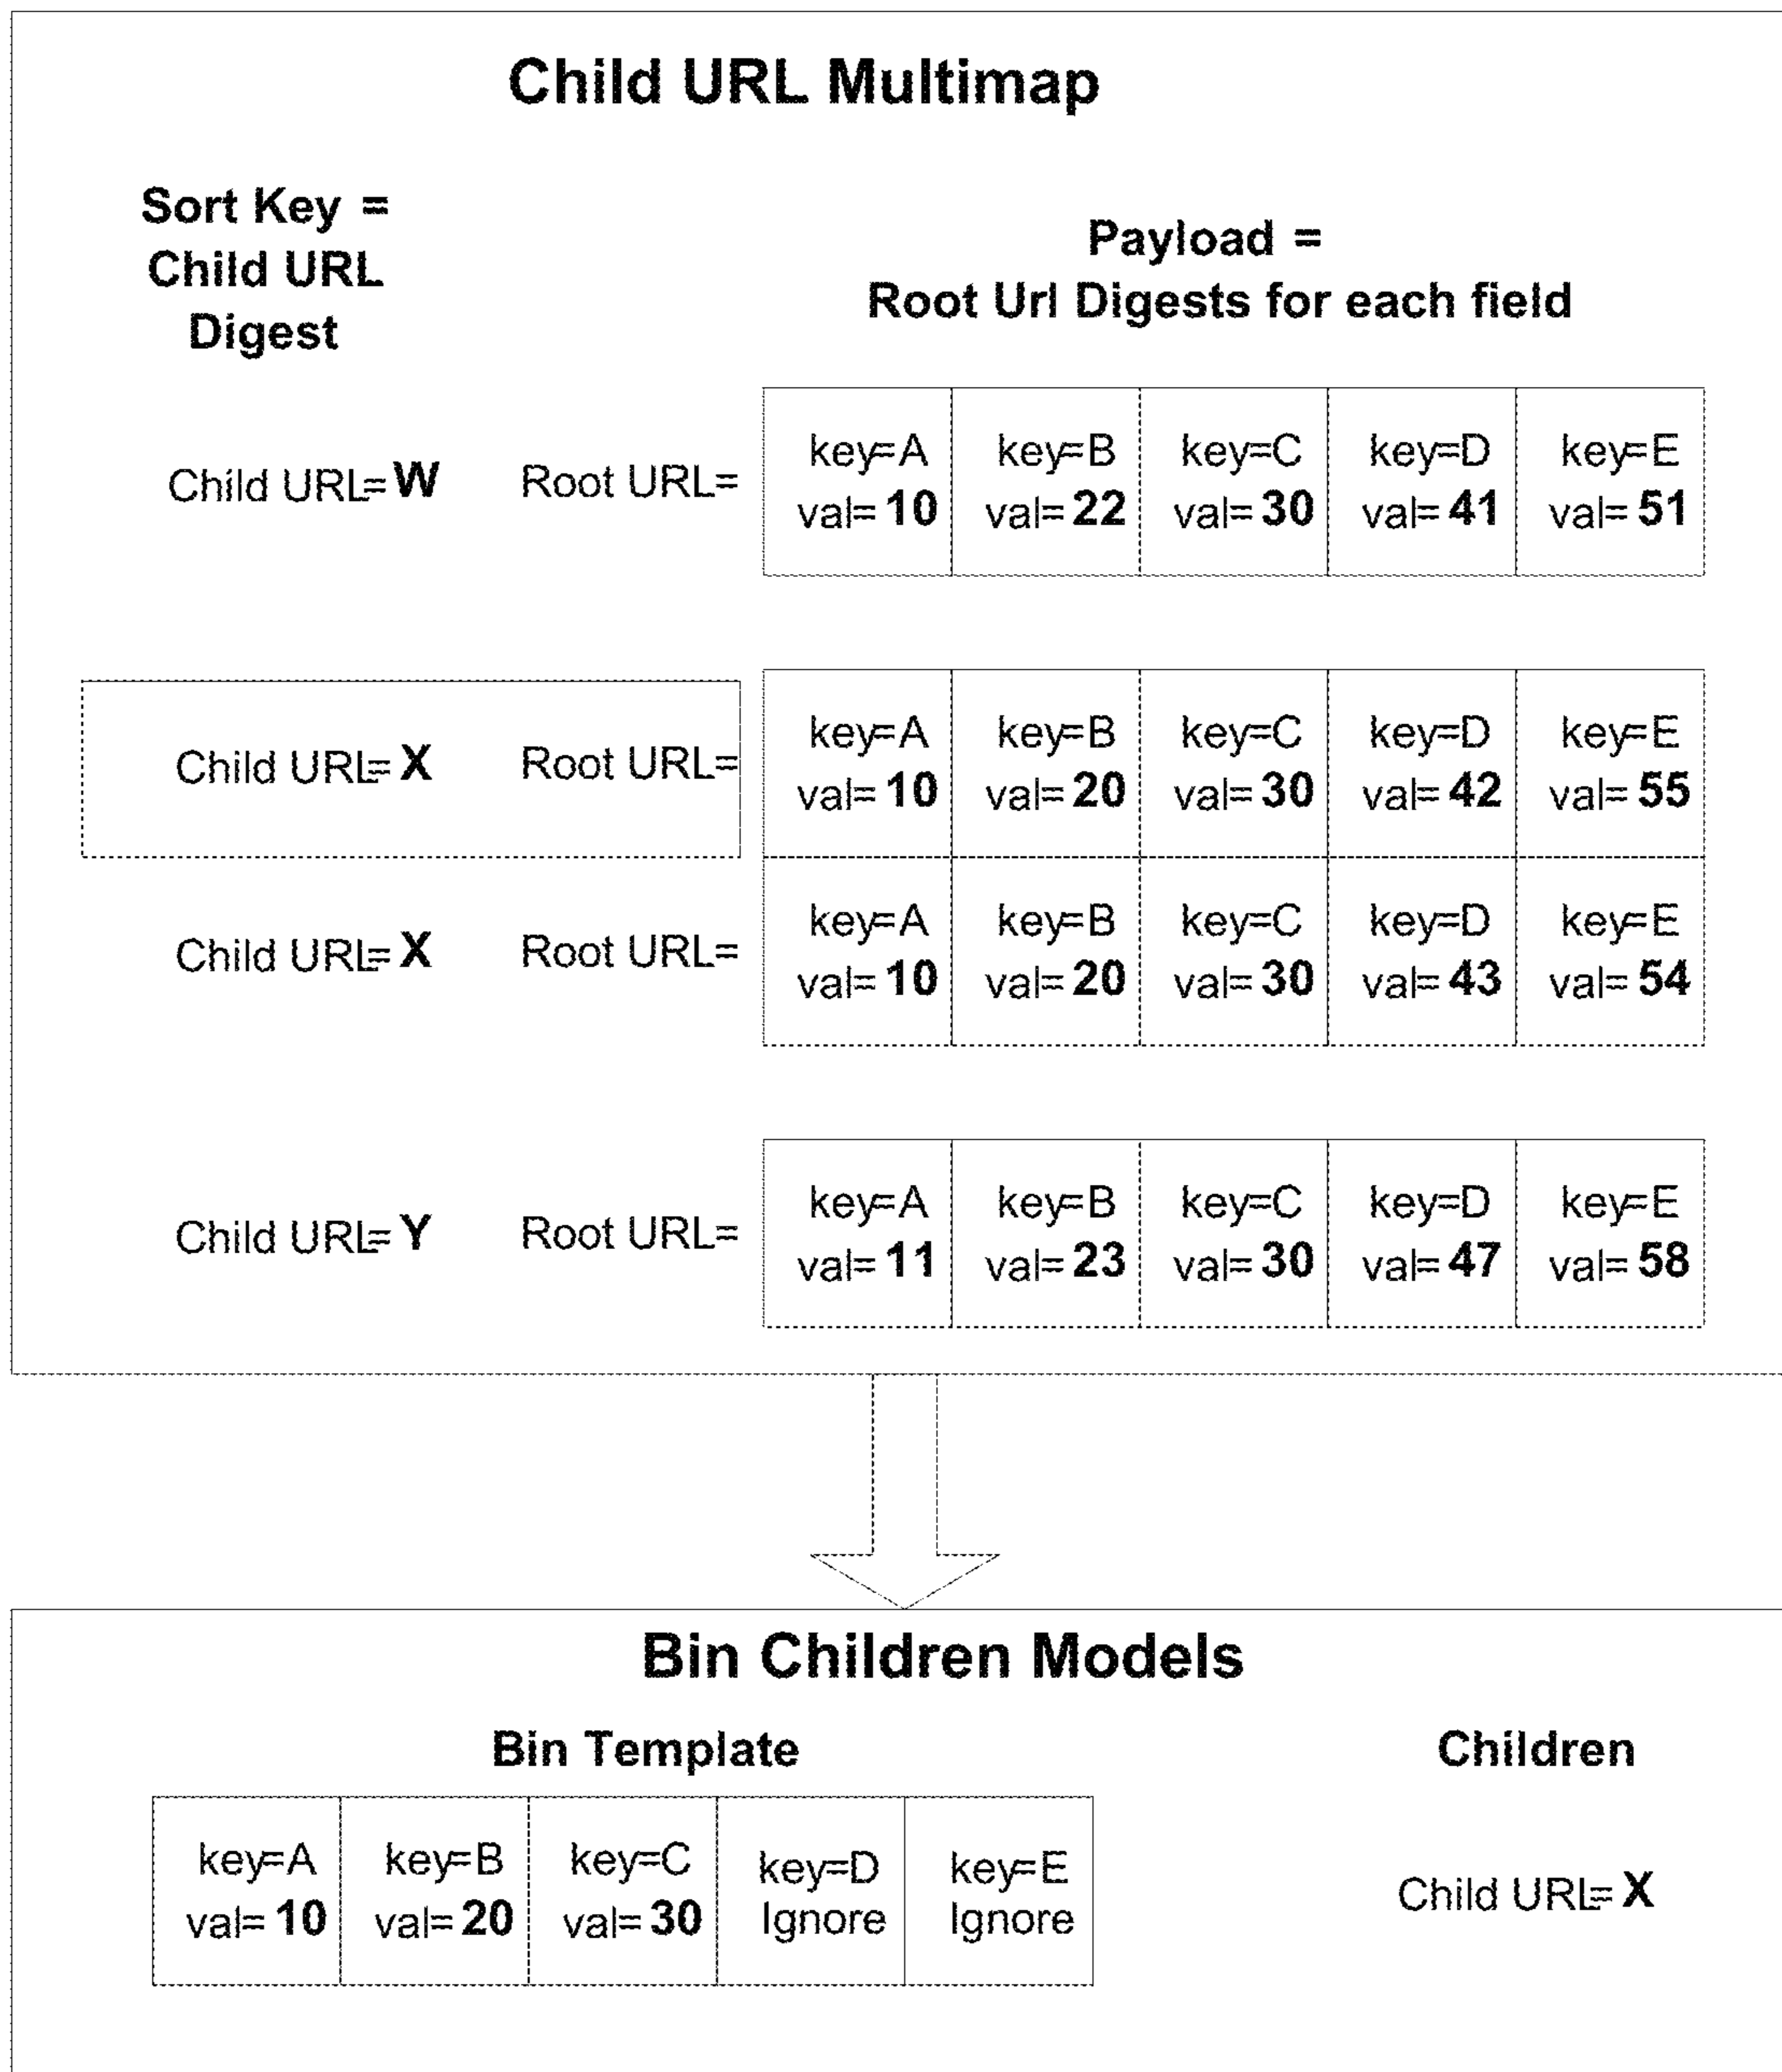 Child URL Multimap
Sort Key =
Child URL
Digest
Payload =
Root Url Digests for each field
Child URL= W Root URL=
key=A key=B key=C key=D key=E
val= 10 val= 22 val= 30 val= 41 val= 51
Child URL= X Root URL=
key=A key=B key=C key=D key=E
val= 10 val= 20 val= 30 val= 42 val= 55
Child URL= X Root URL=
key=A key=B key=C key=D key=E
val= 10 val= 20 val= 30 val= 43 val= 54
Child URL= Y Root URL=
key=A key=B key=C key=D key=E
val= 11 val= 23 val= 30 val= 47 val= 58
Bin Children Models
Bin Template
Children
key=A key=B key=C key=D key=E
val= 10 val= 20 val= 30 Ignore Ignore
Child URL= X